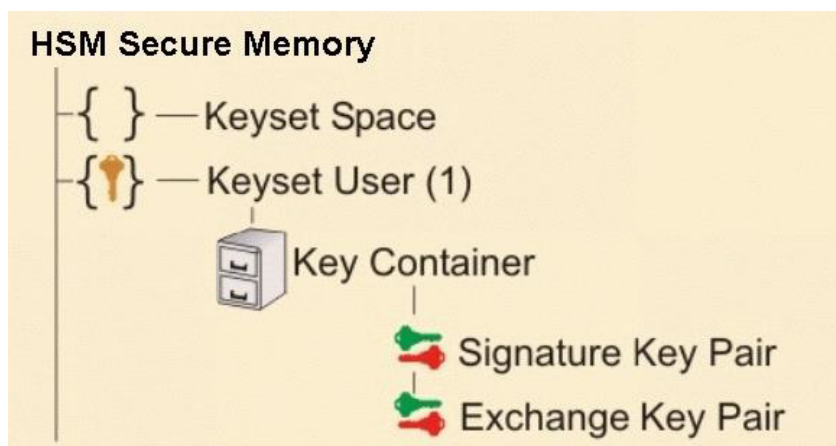 HSM Secure Memory
{ } Keyset Space
{ } Keyset User (1)
Key Container
Signature Key Pair
Exchange Key Pair